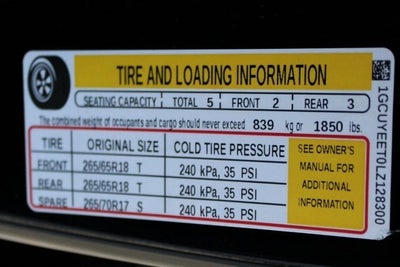 TIRE AND LOADING INFORMATION
SEATING CAPACITY TOTAL 5 FRONT 2 REAR 3
The combined weight of occupants and cargo should never exceed 839 kg or 1850 lbs.
TIRE ORIGINAL SIZE COLD TIRE PRESSURE
FRONT 265/65R18 T 240 kPa, 35 PSI
REAR 265/65R18 T 240 kPa, 35 PSI
SPARE 265/70R17 S 240 kPa, 35 PSI
SEE OWNER'S
MANUAL FOR
ADDITIONAL
INFORMATION
1GCUYEET0LZ128300